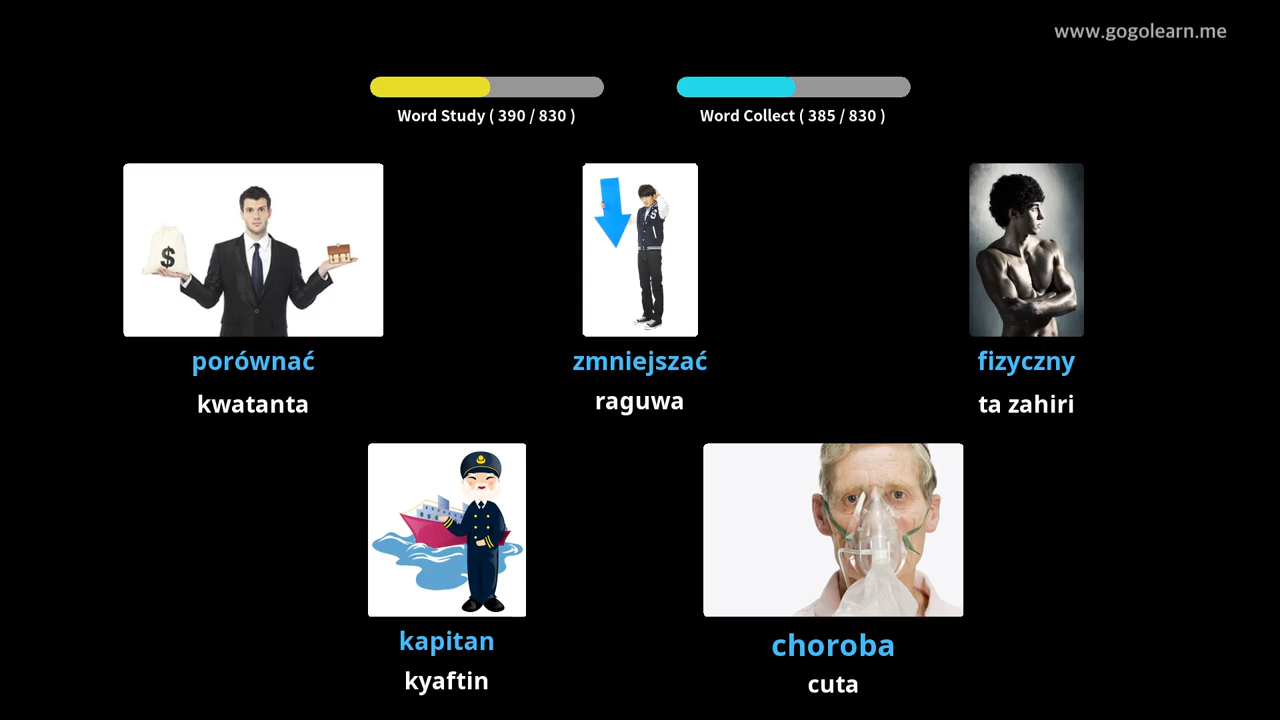 www.gogolearn.me
Word Study ( 390 / 830 )
Word Collect ( 385 / 830 )
$
S
porównać
zmniejszać
fizyczny
kwatanta
raguwa
ta zahiri
kapitan
choroba
kyaftin
cuta